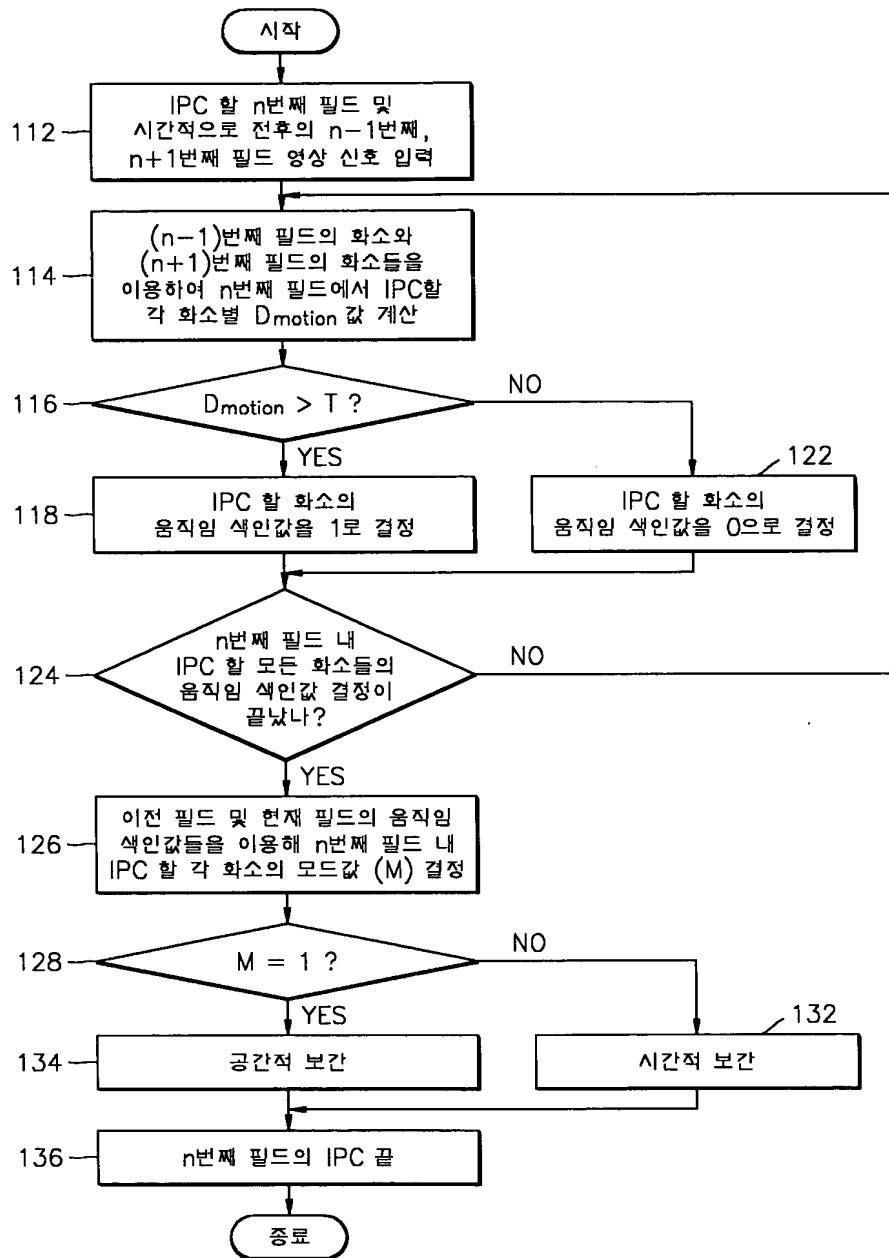 시작
112
IPC 할 n번째 필드 및
시간적으로 전후의 n-1번째,
n+1번째 필드 영상 신호 입력
114
(n-1)번째 필드의 화소와
(n+1)번째 필드의 화소들을
이용하여 n번째 필드에서 IPC할
각 화소별 Dmotion 값 계산
116
Dmotion > T ?
NO
YES
118
IPC 할 화소의
움직임 색인값을 1로 결정
122
IPC 할 화소의
움직임 색인값을 0으로 결정
124
n번째 필드 내
IPC 할 모든 화소들의
움직임 색인값 결정이
끝났나?
NO
YES
126
이전 필드 및 현재 필드의 움직임
색인값들을 이용해 n번째 필드 내
IPC 할 각 화소의 모드값 (M) 결정
128
M = 1 ?
NO
YES
134
공간적 보간
132
시간적 보간
136
n번째 필드의 IPC 끝
종료